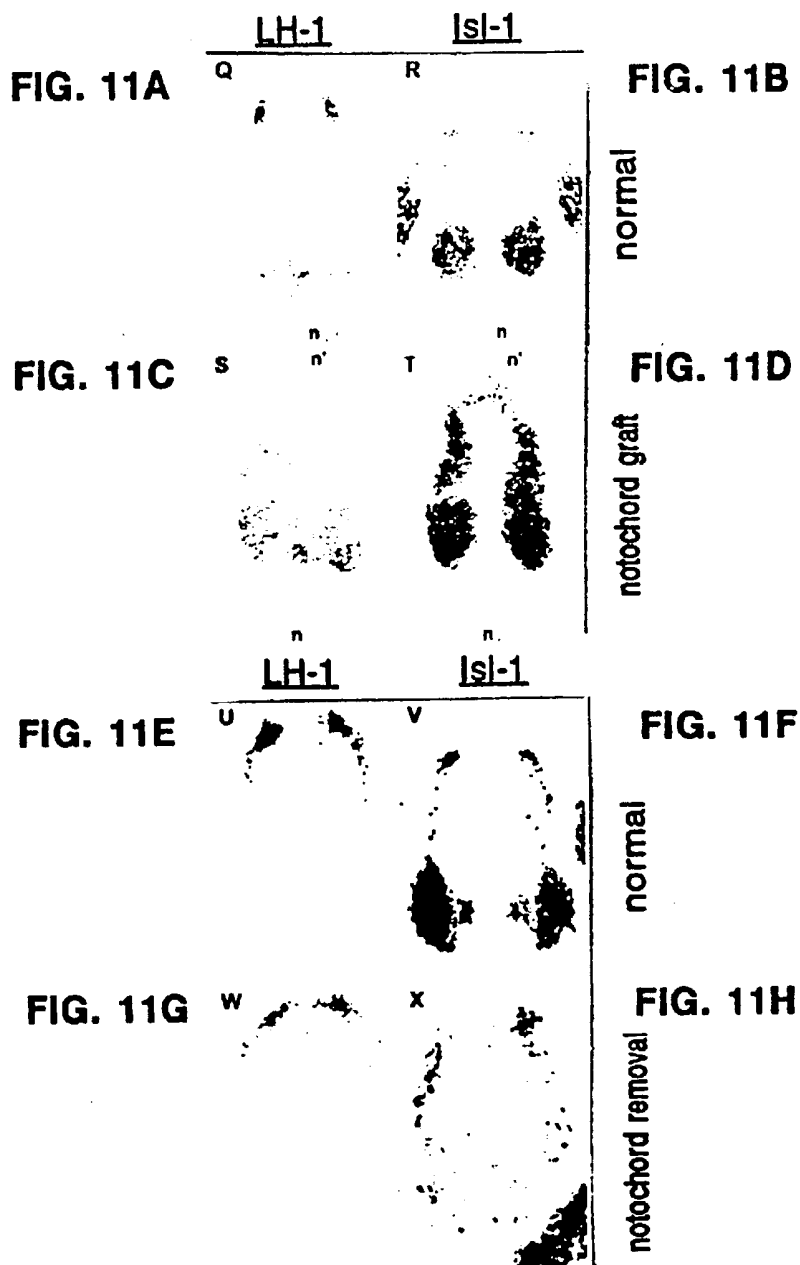 LH-1 Isl-1
FIG. 11A Q R FIG. 11B
normal
n n
FIG. 11C S n' T n' FIG. 11D
notochord graft
n n
LH-1 Isl-1
FIG. 11E U V FIG. 11F
normal
FIG. 11G W X FIG. 11H
notochord removal